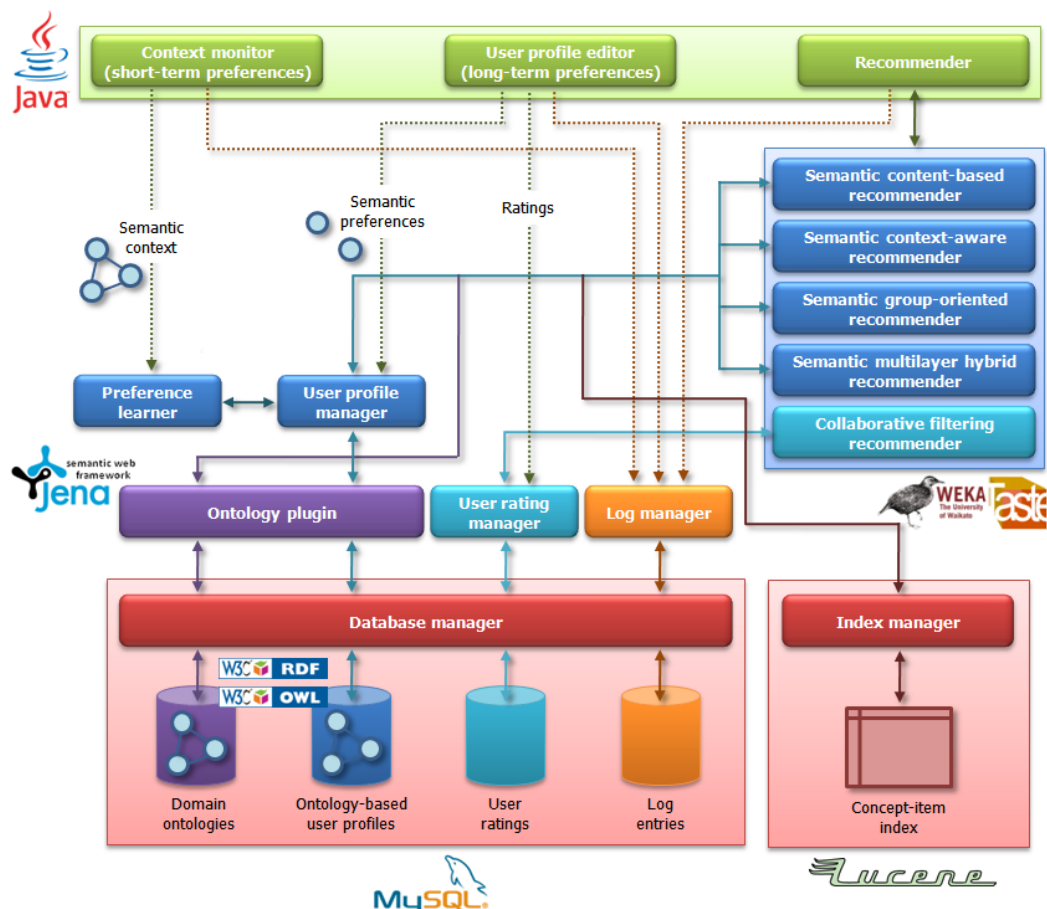 Java
Context monitor
(short-term preferences)
User profile editor
(long-term preferences)
Recommender
Semantic content-based
recommender
Semantic
preferences
Ratings
Semantic
context
Semantic context-aware
recommender
Semantic group-oriented
recommender
Semantic multilayer hybrid
recommender
Preference
learner
User profile
manager
Collaborative filtering
recommender
semantic web
framework
Jena
Ontology plugin
User rating
manager
Log manager
WEKA
The University
of Waikato
Taste
Database manager
Index manager
W3C RDF
W3C OWL
Domain
ontologies
Ontology-based
user profiles
User
ratings
Log
entries
Concept-item
index
MySQL
Lucene